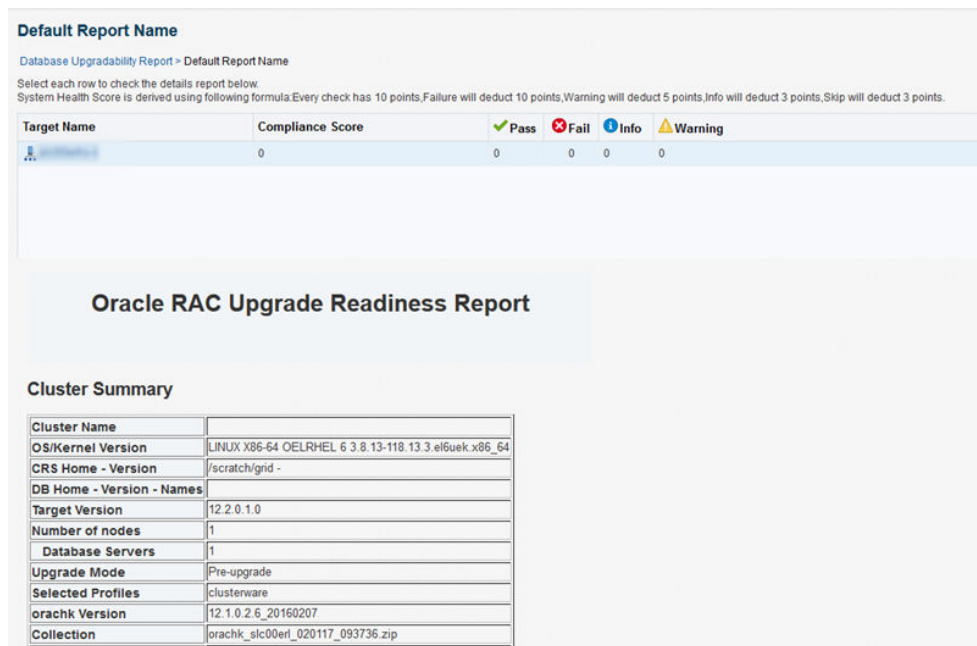 Default Report Name
Database Upgradability Report > Default Report Name
Select each row to check the details report below.
System Health Score is derived using following formula:Every check has 10 points,Failure will deduct 10 points,Warning will deduct 5 points,Info will deduct 3 points,Skip will deduct 3 points.
Target Name Compliance Score Pass Fail Info Warning
0 0 0 0 0
Oracle RAC Upgrade Readiness Report
Cluster Summary
Cluster Name
OS/Kernel Version LINUX X86-64 OELRHEL 6 3.8.13-118.13.3.el6uek.x86_64
CRS Home - Version /scratch/grid -
DB Home - Version - Names
Target Version 12.2.0.1.0
Number of nodes 1
Database Servers 1
Upgrade Mode Pre-upgrade
Selected Profiles clusterware
orachk Version 12.1.0.2.6_20160207
Collection orachk_slc00erl_020117_093736.zip